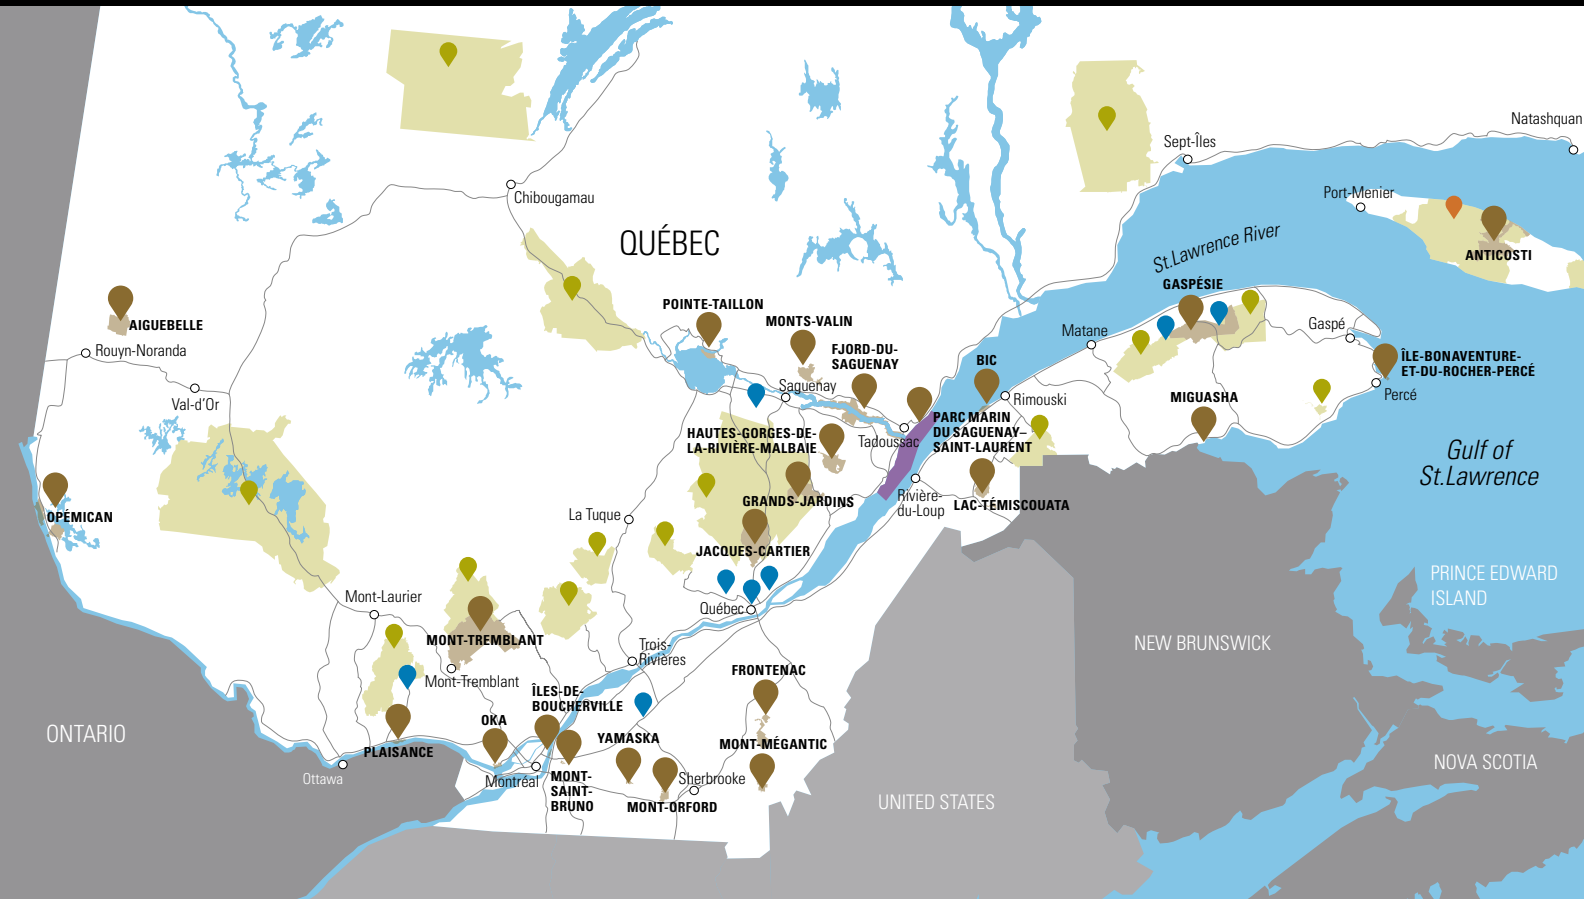 Natashquan
Sept-Îles
Port-Menier
Chibougamau
QUÉBEC
St.Lawrence River
ANTICOSTI
GASPÉSIE
POINTE-TAILLON
MONTS-VALIN
AIGUEBELLE
Rouyn-Noranda
Matane
Gaspé
FJORD-DU-
SAGUENAY
BIC
ÎLE-BONAVENTURE-
ET-DU-ROCHER-PERCÉ
Saguenay
Percé
Val-d’Or
Rimouski
MIGUASHA
PARC MARIN
DU SAGUENAY–
SAINT-LAURENT
HAUTES-GORGES-DE-
LA-RIVIÈRE-MALBAIE
Tadoussac
Gulf of
St.Lawrence
GRANDS-JARDINS
Rivière-
du-Loup
LAC-TÉMISCOUATA
OPÉMICAN
La Tuque
JACQUES-CARTIER
PRINCE EDWARD
ISLAND
Mont-Laurier
Québec
MONT-TREMBLANT
Trois-
Rivières
NEW BRUNSWICK
FRONTENAC
Mont-Tremblant
ÎLES-DE-
BOUCHERVILLE
OKA
ONTARIO
YAMASKA
MONT-MÉGANTIC
PLAISANCE
NOVA SCOTIA
Ottawa
Montréal
MONT-
SAINT-
BRUNO
Sherbrooke
MONT-ORFORD
UNITED STATES